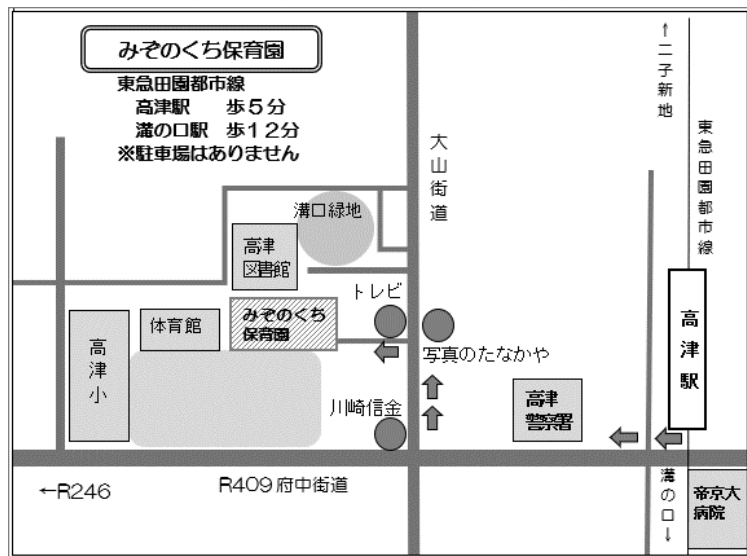 みぞのくち保育園
東急田園都市線
高津駅 歩5分
溝の口駅 歩12分
※駐車場はありません
↑二子新地
東急田園都市線
大山街道
溝口緑地
高津
図書館
トレビ
みぞのくち
保育園
体育館
高津小
写真のたなかや
高津駅
川崎信金
高津
警察署
←R246
R409府中街道
溝の口↓
帝京大
病院